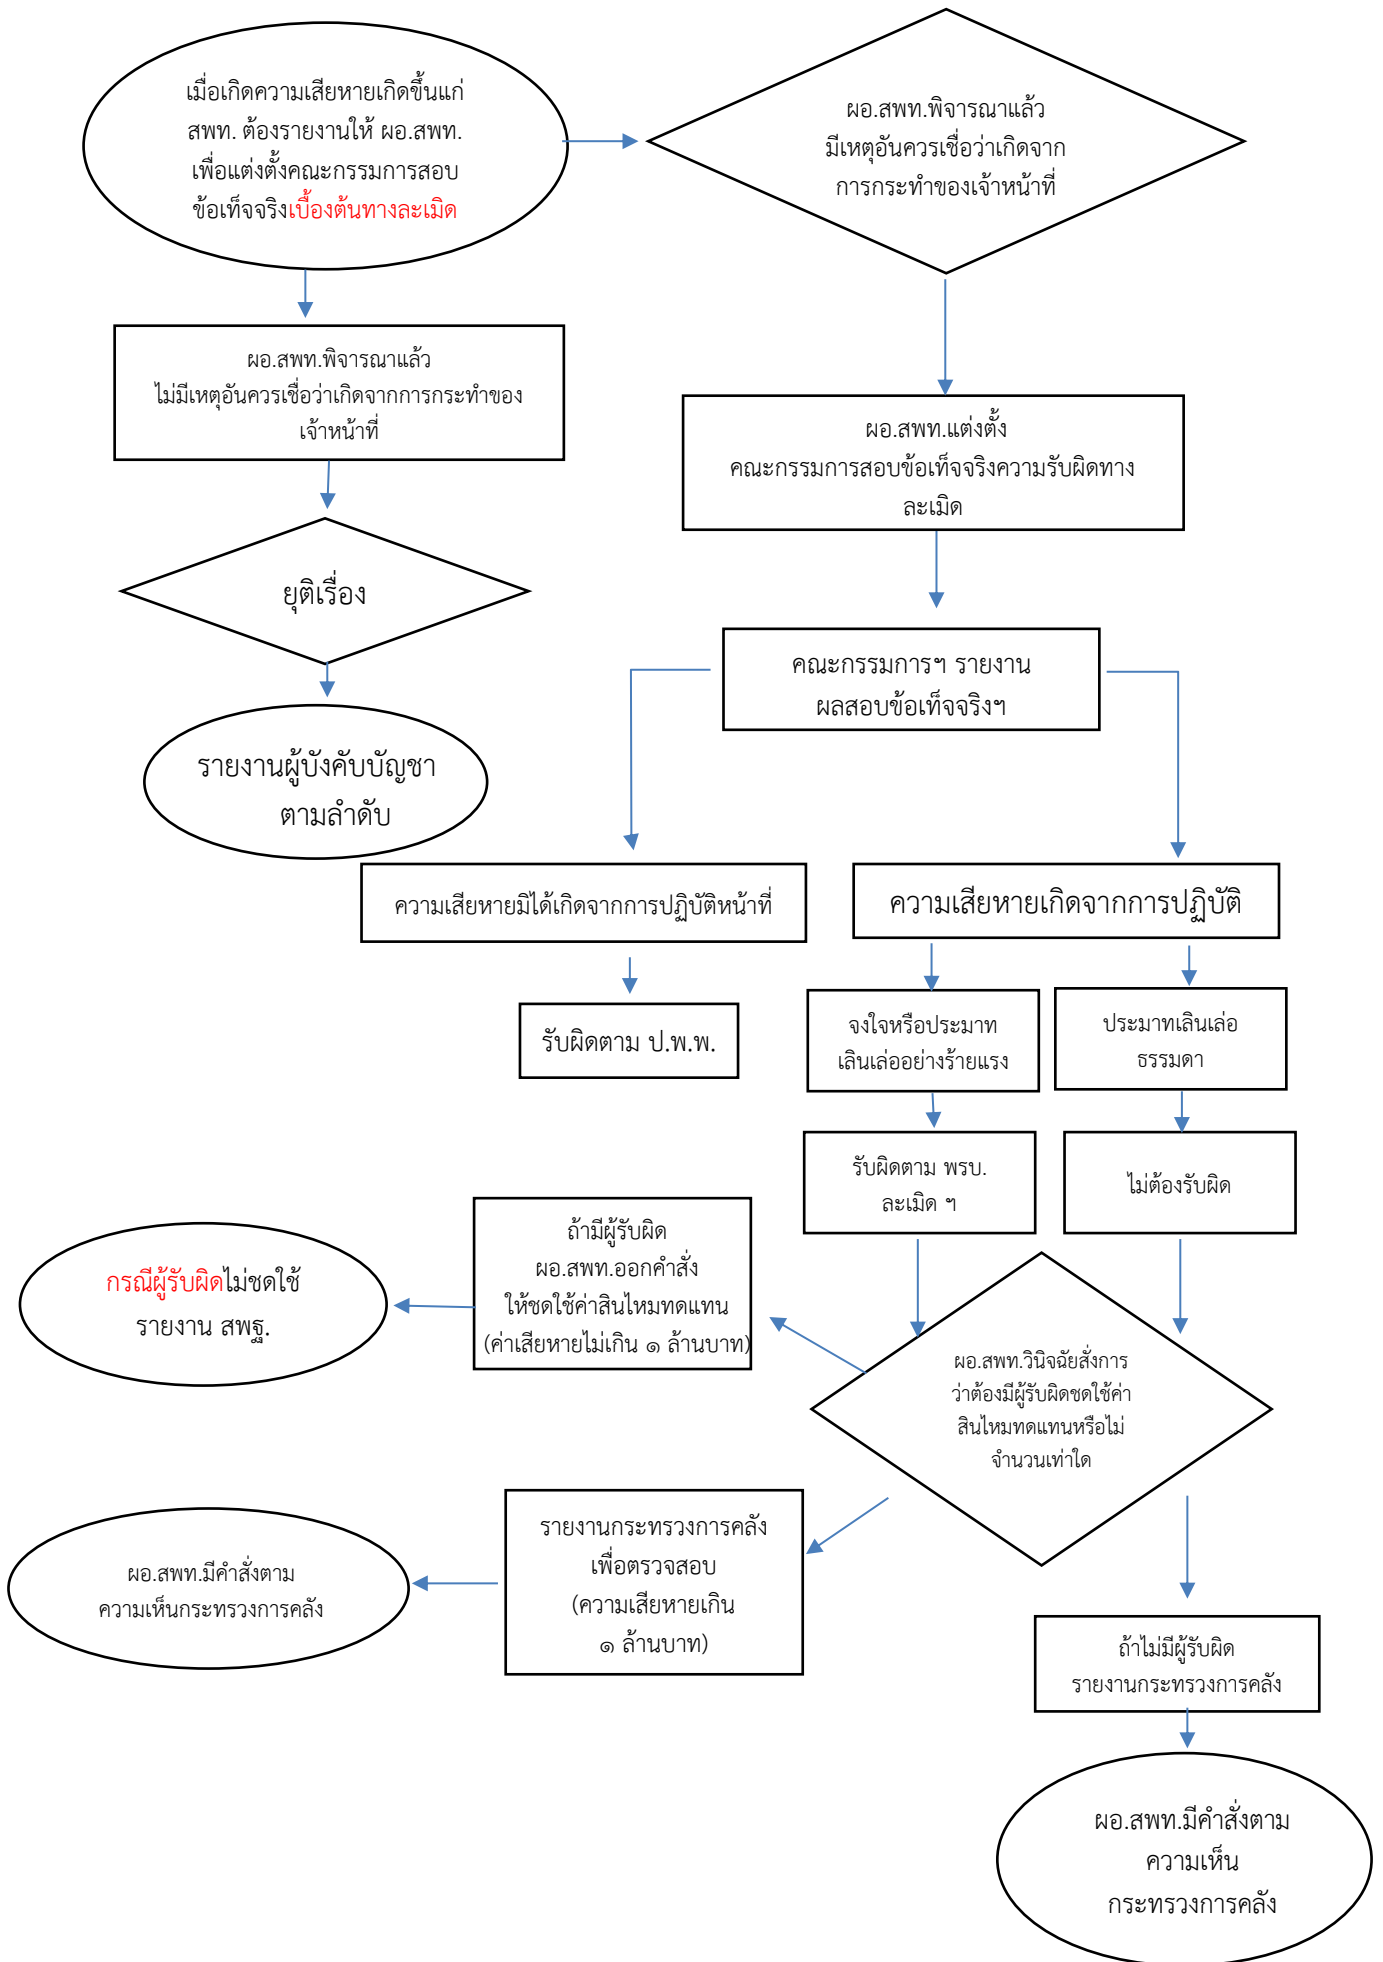 เมื่อเกิดความเสียหายเกิดขึ้นแก่
สพท. ต้องรายงานให้ ผอ.สพท.
เพื่อแต่งตั้งคณะกรรมการสอบ
ข้อเท็จจริงเบื้องต้นทางละเมิด
ผอ.สพท.พิจารณาแล้ว
มีเหตุอันควรเชื่อว่าเกิดจาก
การกระทำของเจ้าหน้าที่
ผอ.สพท.พิจารณาแล้ว
ไม่มีเหตุอันควรเชื่อว่าเกิดจากการกระทำของ
เจ้าหน้าที่
ผอ.สพท.แต่งตั้ง
คณะกรรมการสอบข้อเท็จจริงความรับผิดทาง
ละเมิด
ยุติเรื่อง
คณะกรรมการฯ รายงาน
ผลสอบข้อเท็จจริงฯ
รายงานผู้บังคับบัญชา
ตามลำดับ
ความเสียหายมิได้เกิดจากการปฏิบัติหน้าที่
ความเสียหายเกิดจากการปฏิบัติ
รับผิดตาม ป.พ.พ.
จงใจหรือประมาท
เลินเล่ออย่างร้ายแรง
ประมาทเลินเล่อ
ธรรมดา
รับผิดตาม พรบ.
ละเมิด ฯ
ไม่ต้องรับผิด
ถ้ามีผู้รับผิด
ผอ.สพท.ออกคำสั่ง
ให้ชดใช้ค่าสินไหมทดแทน
(ค่าเสียหายไม่เกิน ๑ ล้านบาท)
กรณีผู้รับผิดไม่ชดใช้
รายงาน สพฐ.
ผอ.สพท.วินิจฉัยสั่งการ
ว่าต้องมีผู้รับผิดชดใช้ค่า
สินไหมทดแทนหรือไม่
จำนวนเท่าใด
รายงานกระทรวงการคลัง
เพื่อตรวจสอบ
(ความเสียหายเกิน
๑ ล้านบาท)
ผอ.สพท.มีคำสั่งตาม
ความเห็นกระทรวงการคลัง
ถ้าไม่มีผู้รับผิด
รายงานกระทรวงการคลัง
ผอ.สพท.มีคำสั่งตาม
ความเห็น
กระทรวงการคลัง